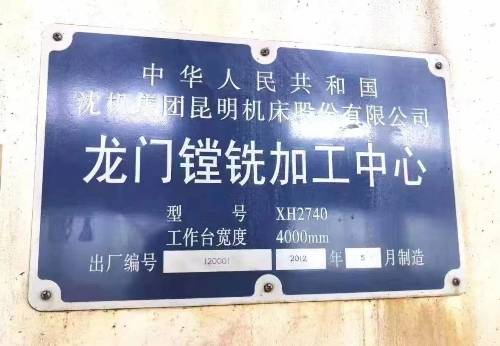 中华人民共和国
沈机集团昆明机床股份有限公司
龙门镗铣加工中心
型 号 XH2740
工作台宽度 4000mm
出厂编号 120001 2012 年 5 月制造